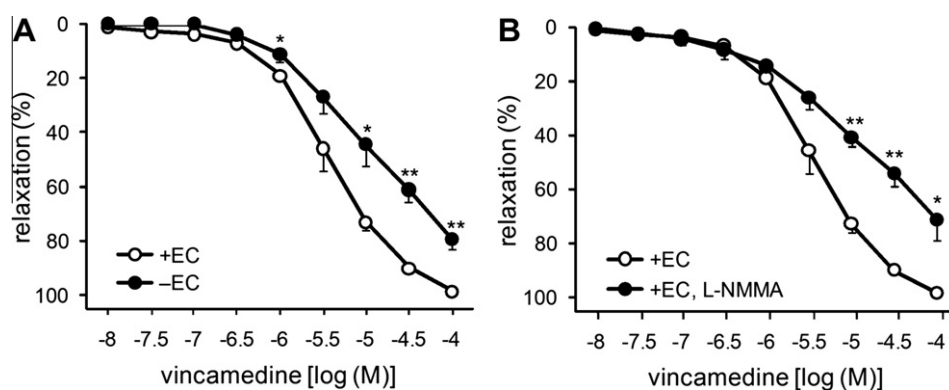 A
0
20
40
60
80
100
relaxation (%)
*
*
**
**
+EC
–EC
-8 -7.5 -7 -6.5 -6 -5.5 -5 -4.5 -4
vincamedine [log (M)]
B
0
20
40
60
80
100
relaxation (%)
**
**
*
+EC
+EC, L-NMMA
-8 -7.5 -7 -6.5 -6 -5.5 -5 -4.5 -4
vincamedine [log (M)]